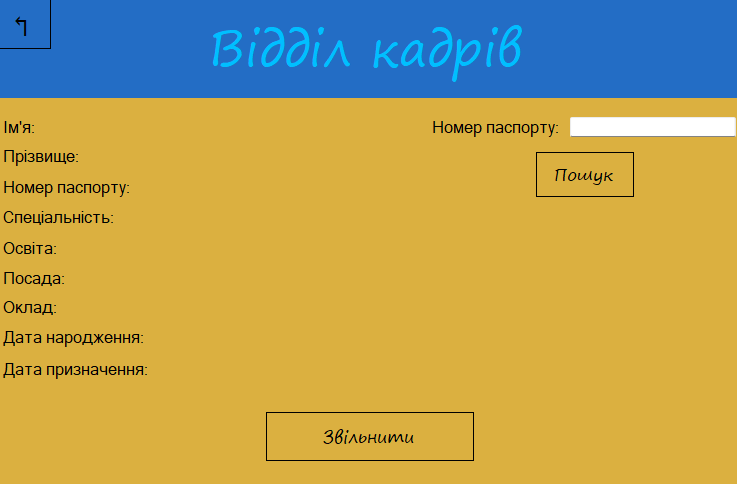 ↰
Відділ кадрів
Ім'я:
Номер паспорту:
Прізвище:
Пошук
Номер паспорту:
Спеціальність:
Освіта:
Посада:
Оклад:
Дата народження:
Дата призначення:
Звільнити